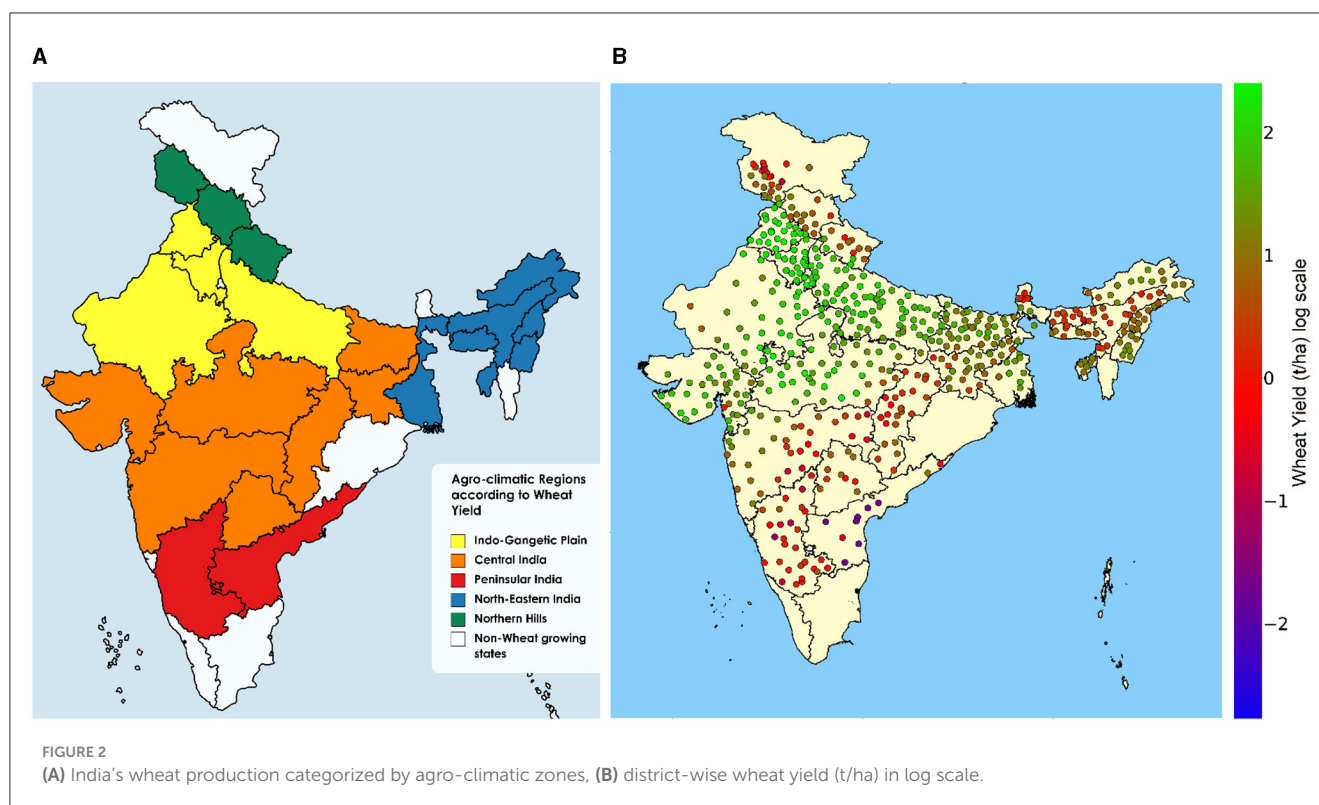 A
B
Agro-climatic Regions
according to Wheat
Yield
Indo-Gangetic Plain
Central India
Peninsular India
North-Eastern India
Northern Hills
Non-Wheat growing
states
2
1
0
−1
−2
Wheat Yield (t/ha) log scale
FIGURE 2
(A) India's wheat production categorized by agro-climatic zones, (B) district-wise wheat yield (t/ha) in log scale.